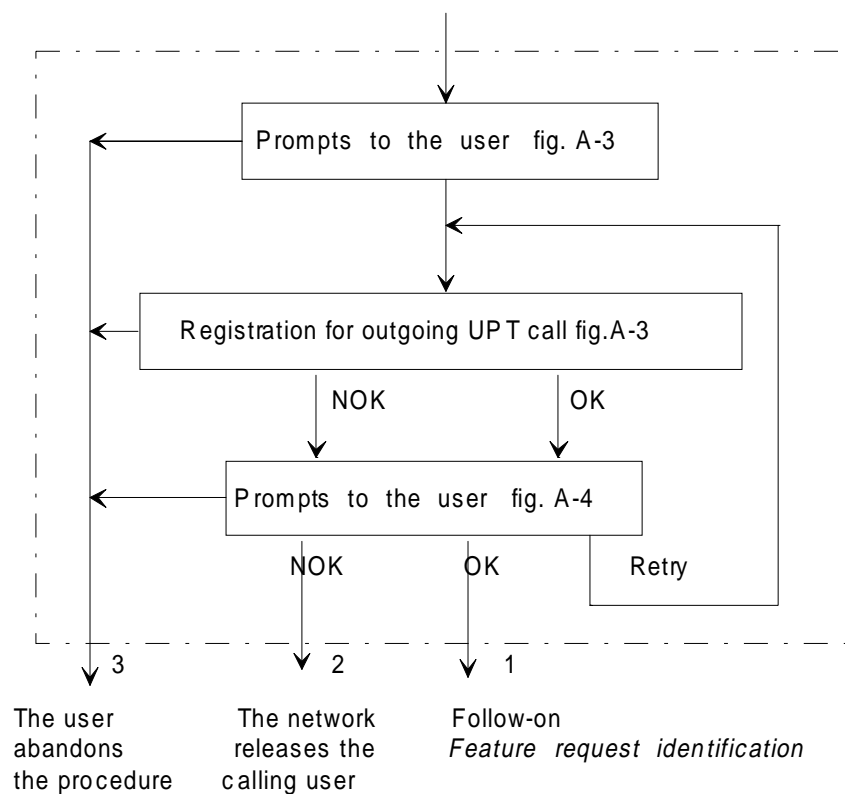 Prompts to the user fig. A-3
Registration for outgoing UPT call fig.A-3
NOK OK
Prompts to the user fig. A-4
NOK OK Retry
3 2 1
The user
abandons
the procedure
The network
releases the
calling user
Follow-on
Feature request identification